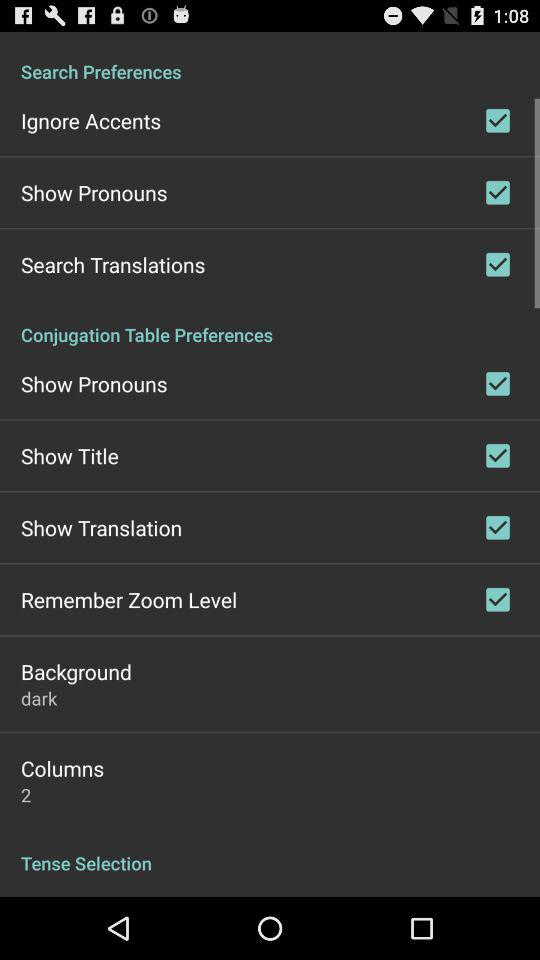 1:08
Search Preferences
Ignore Accents
Show Pronouns
Search Translations
Conjugation Table Preferences
Show Pronouns
Show Title
Show Translation
Remember Zoom Level
Background
dark
Columns
2
Tense Selection